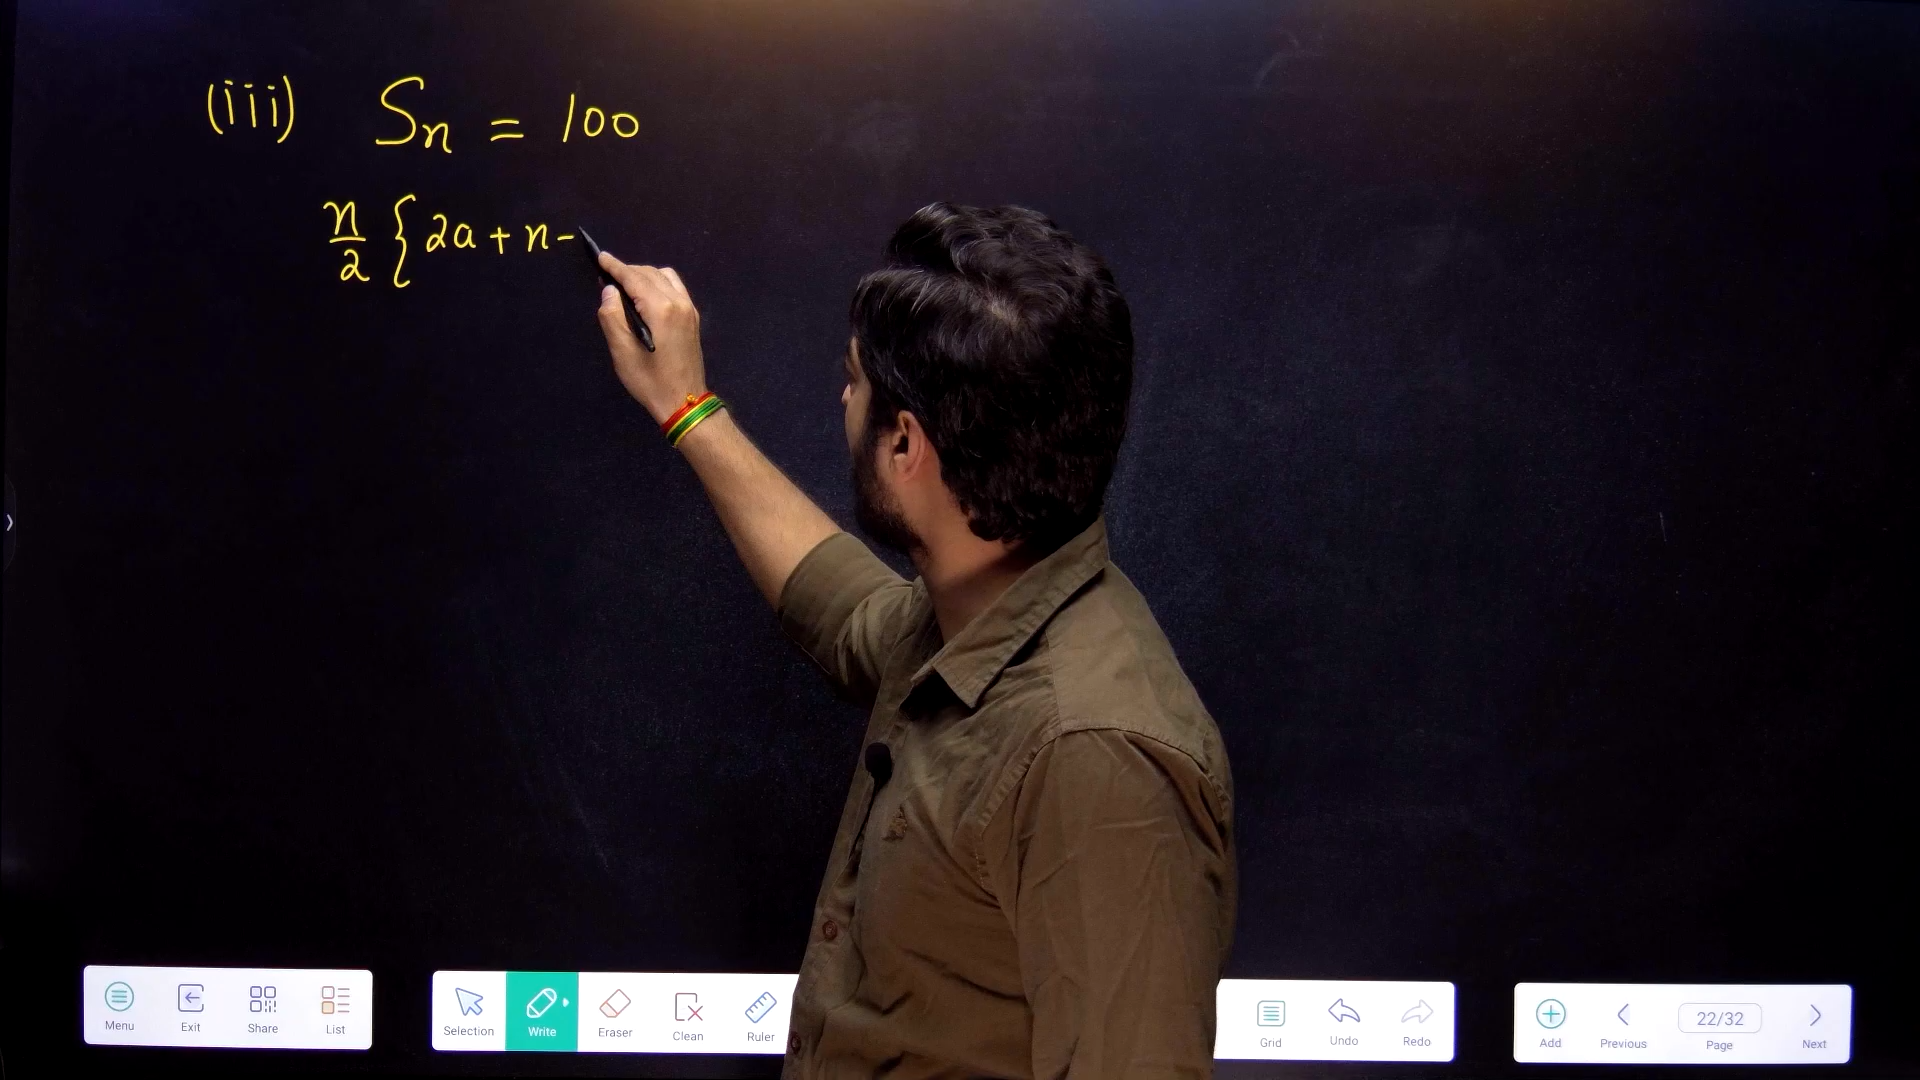 (iii) Sn = 100
n/2 { 2a + n -
Menu Exit Share List Selection Write Eraser Clean Ruler Grid Undo Redo Add Previous 22/32 Page Next